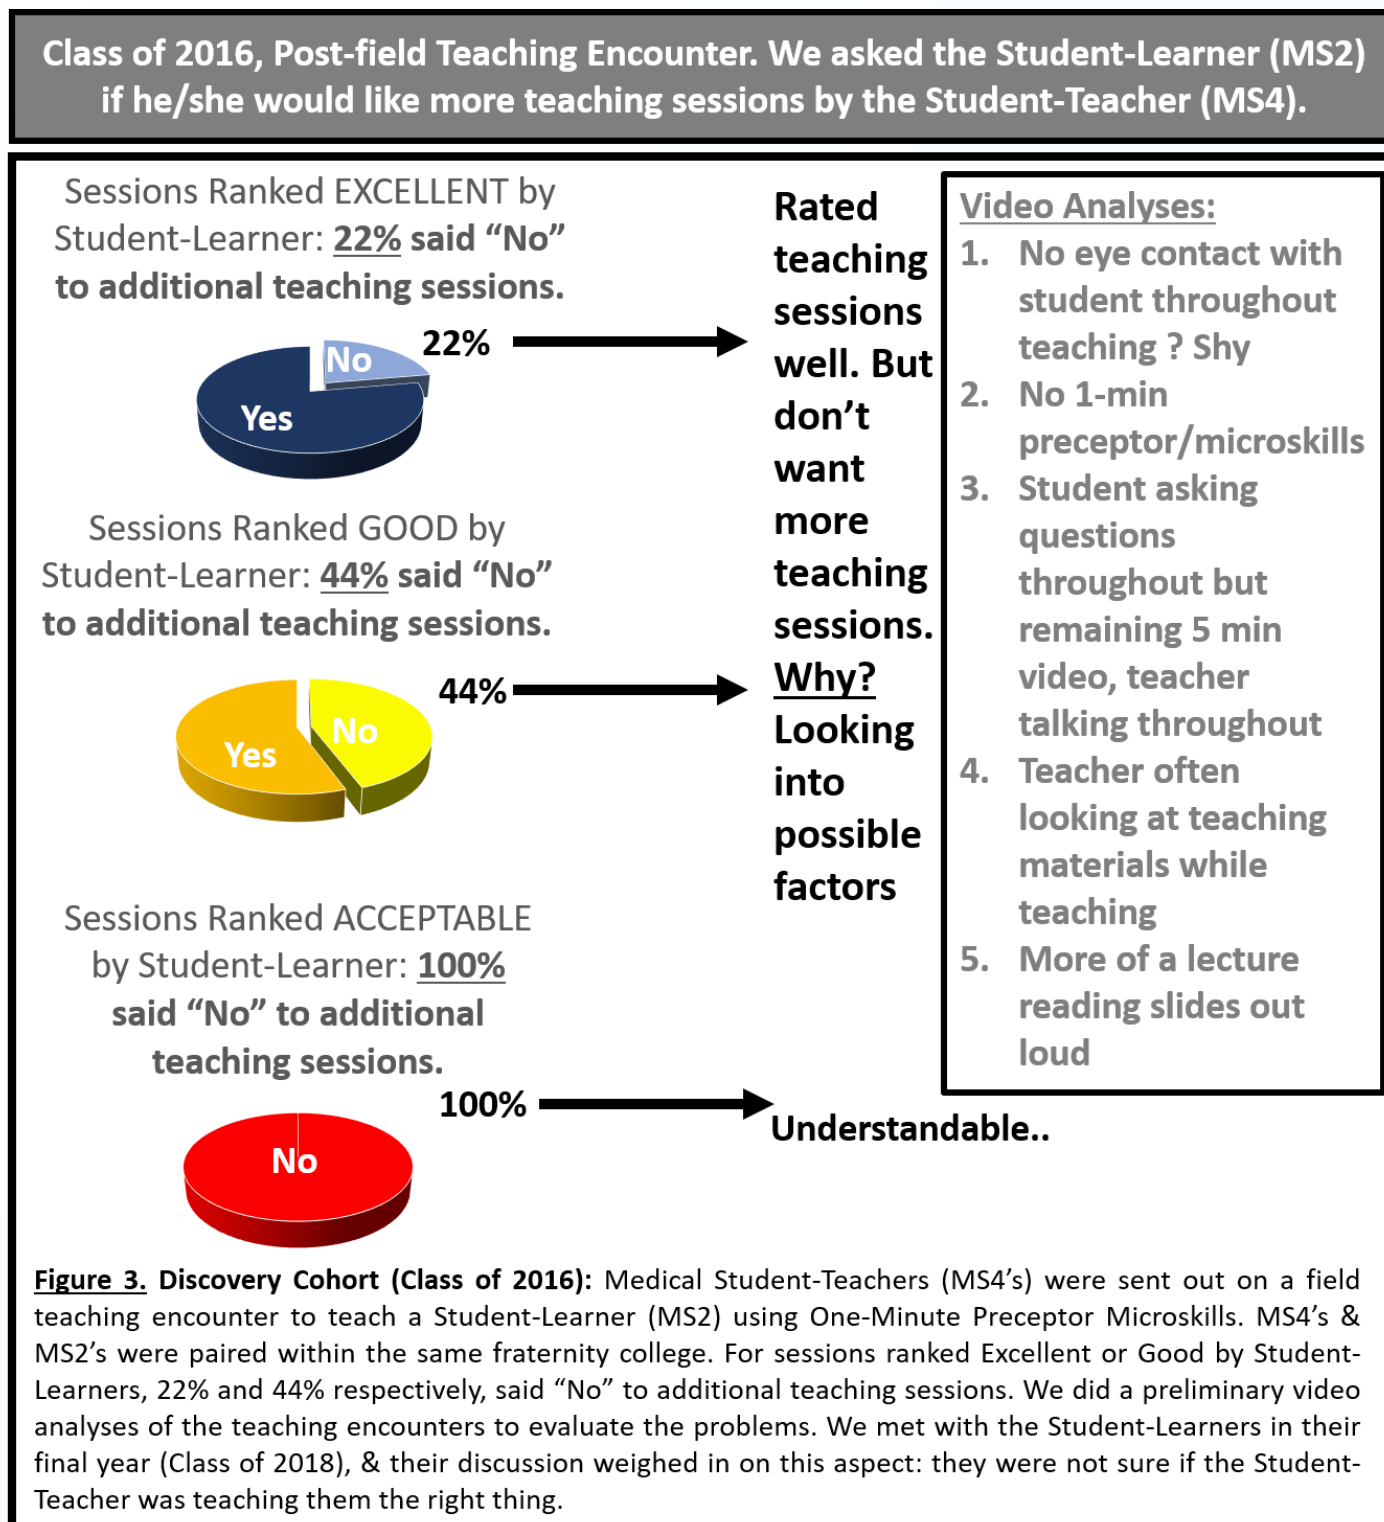 Class of 2016, Post-field Teaching Encounter. We asked the Student-Learner (MS2)
if he/she would like more teaching sessions by the Student-Teacher (MS4).
Sessions Ranked EXCELLENT by
Student-Learner: 22% said “No”
to additional teaching sessions.
22%
No
Yes
Sessions Ranked GOOD by
Student-Learner: 44% said “No”
to additional teaching sessions.
44%
No
Yes
Sessions Ranked ACCEPTABLE
by Student-Learner: 100%
said “No” to additional
teaching sessions.
100%
No
Rated
teaching
sessions
well. But
don’t
want
more
teaching
sessions.
Why?
Looking
into
possible
factors
Understandable..
Video Analyses:
1. No eye contact with
student throughout
teaching ? Shy
2. No 1-min
preceptor/microskills
3. Student asking
questions
throughout but
remaining 5 min
video, teacher
talking throughout
4. Teacher often
looking at teaching
materials while
teaching
5. More of a lecture
reading slides out
loud
Figure 3. Discovery Cohort (Class of 2016): Medical Student-Teachers (MS4’s) were sent out on a field
teaching encounter to teach a Student-Learner (MS2) using One-Minute Preceptor Microskills. MS4’s &
MS2’s were paired within the same fraternity college. For sessions ranked Excellent or Good by Student-
Learners, 22% and 44% respectively, said “No” to additional teaching sessions. We did a preliminary video
analyses of the teaching encounters to evaluate the problems. We met with the Student-Learners in their
final year (Class of 2018), & their discussion weighed in on this aspect: they were not sure if the Student-
Teacher was teaching them the right thing.